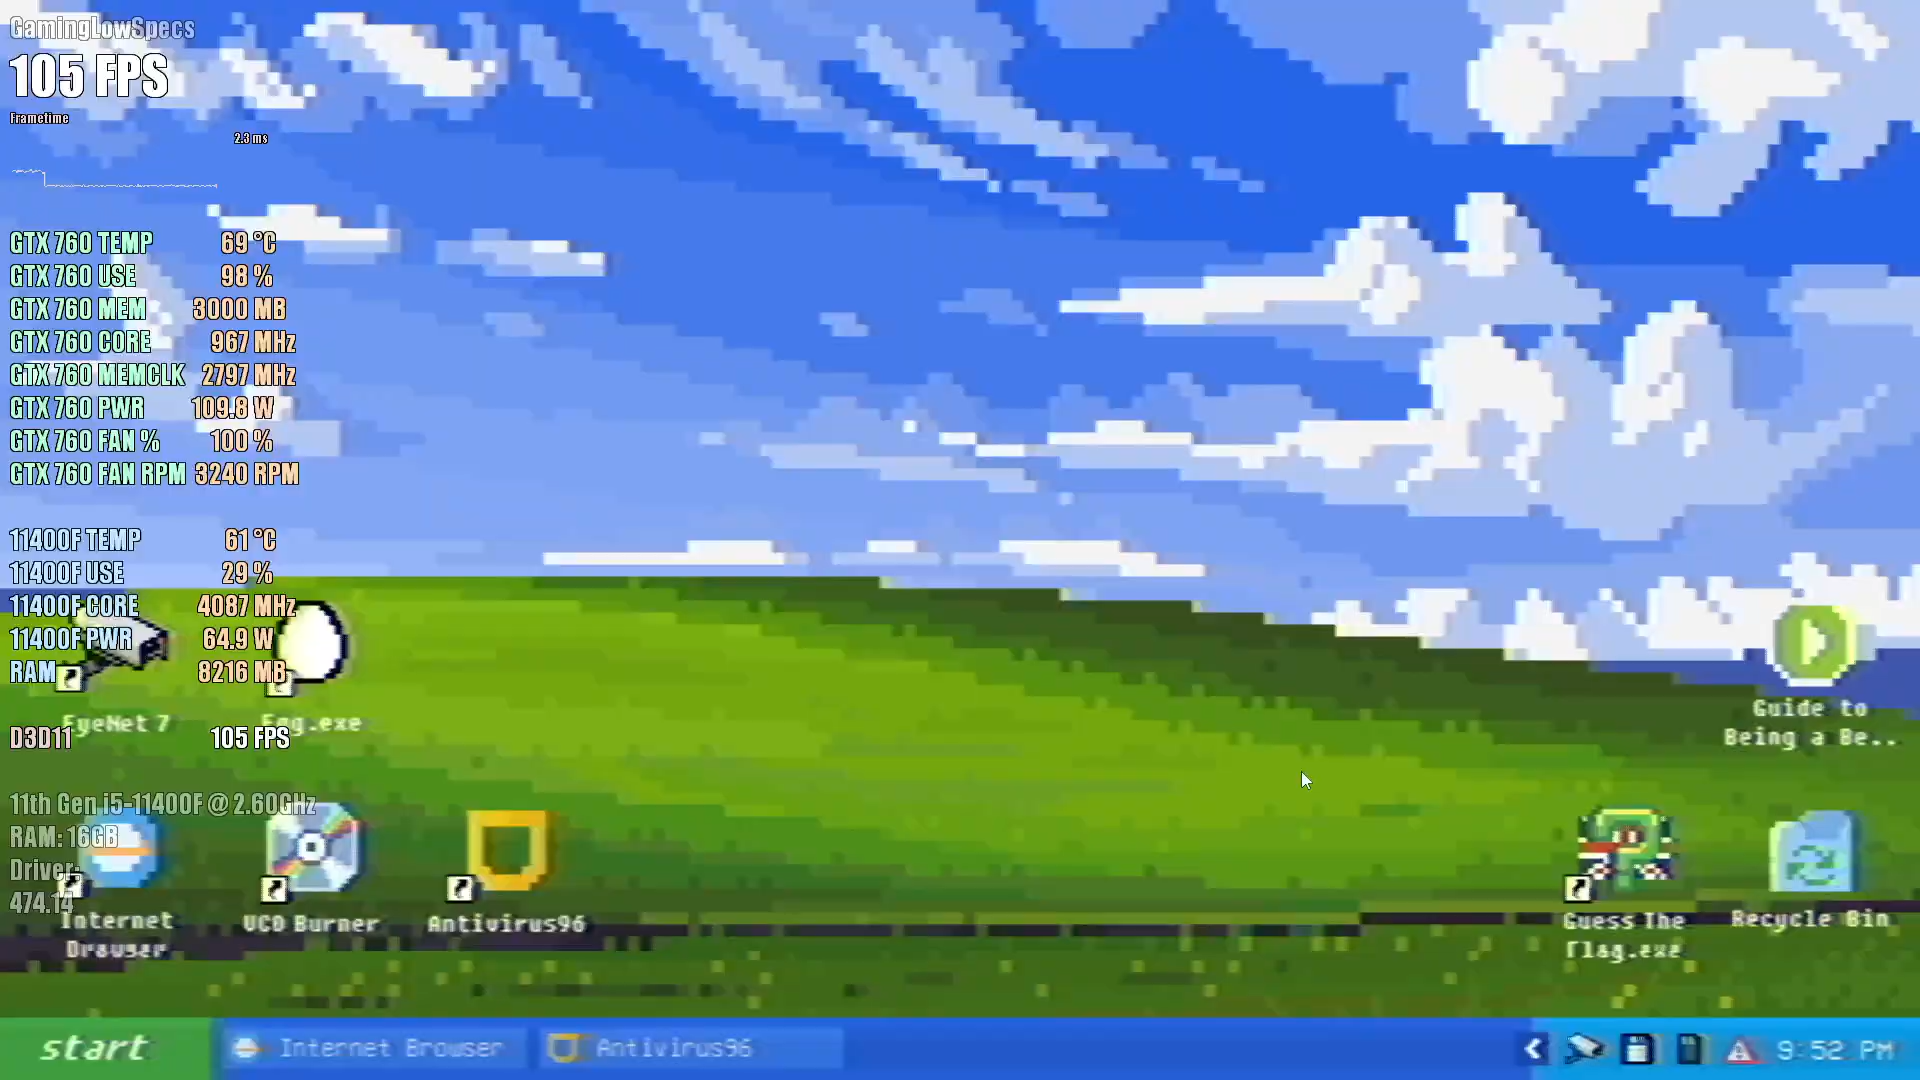 GamingLowSpecs
105 FPS
Frametime
2.3 ms
GTX 760 TEMP 69 °C
GTX 760 USE 98 %
GTX 760 MEM 3000 MB
GTX 760 CORE 967 MHz
GTX 760 MEMCLK 2797 MHz
GTX 760 PWR 109.8 W
GTX 760 FAN % 100 %
GTX 760 FAN RPM 3240 RPM
11400F TEMP 61 °C
11400F USE 29 %
11400F CORE 4087 MHz
11400F PWR 64.9 W
RAM 8216 MB
EyeNet 7
Egg.exe
D3D11 105 FPS
Guide to
Being a Be..
11th Gen i5-11400F @ 2.60GHz
RAM: 16GB
Driver:
474.14
Internet
Browser
VCD Burner
Antivirus96
Guess The
Flag.exe
Recycle Bin
start
Internet Browser
Antivirus96
9:52 PM